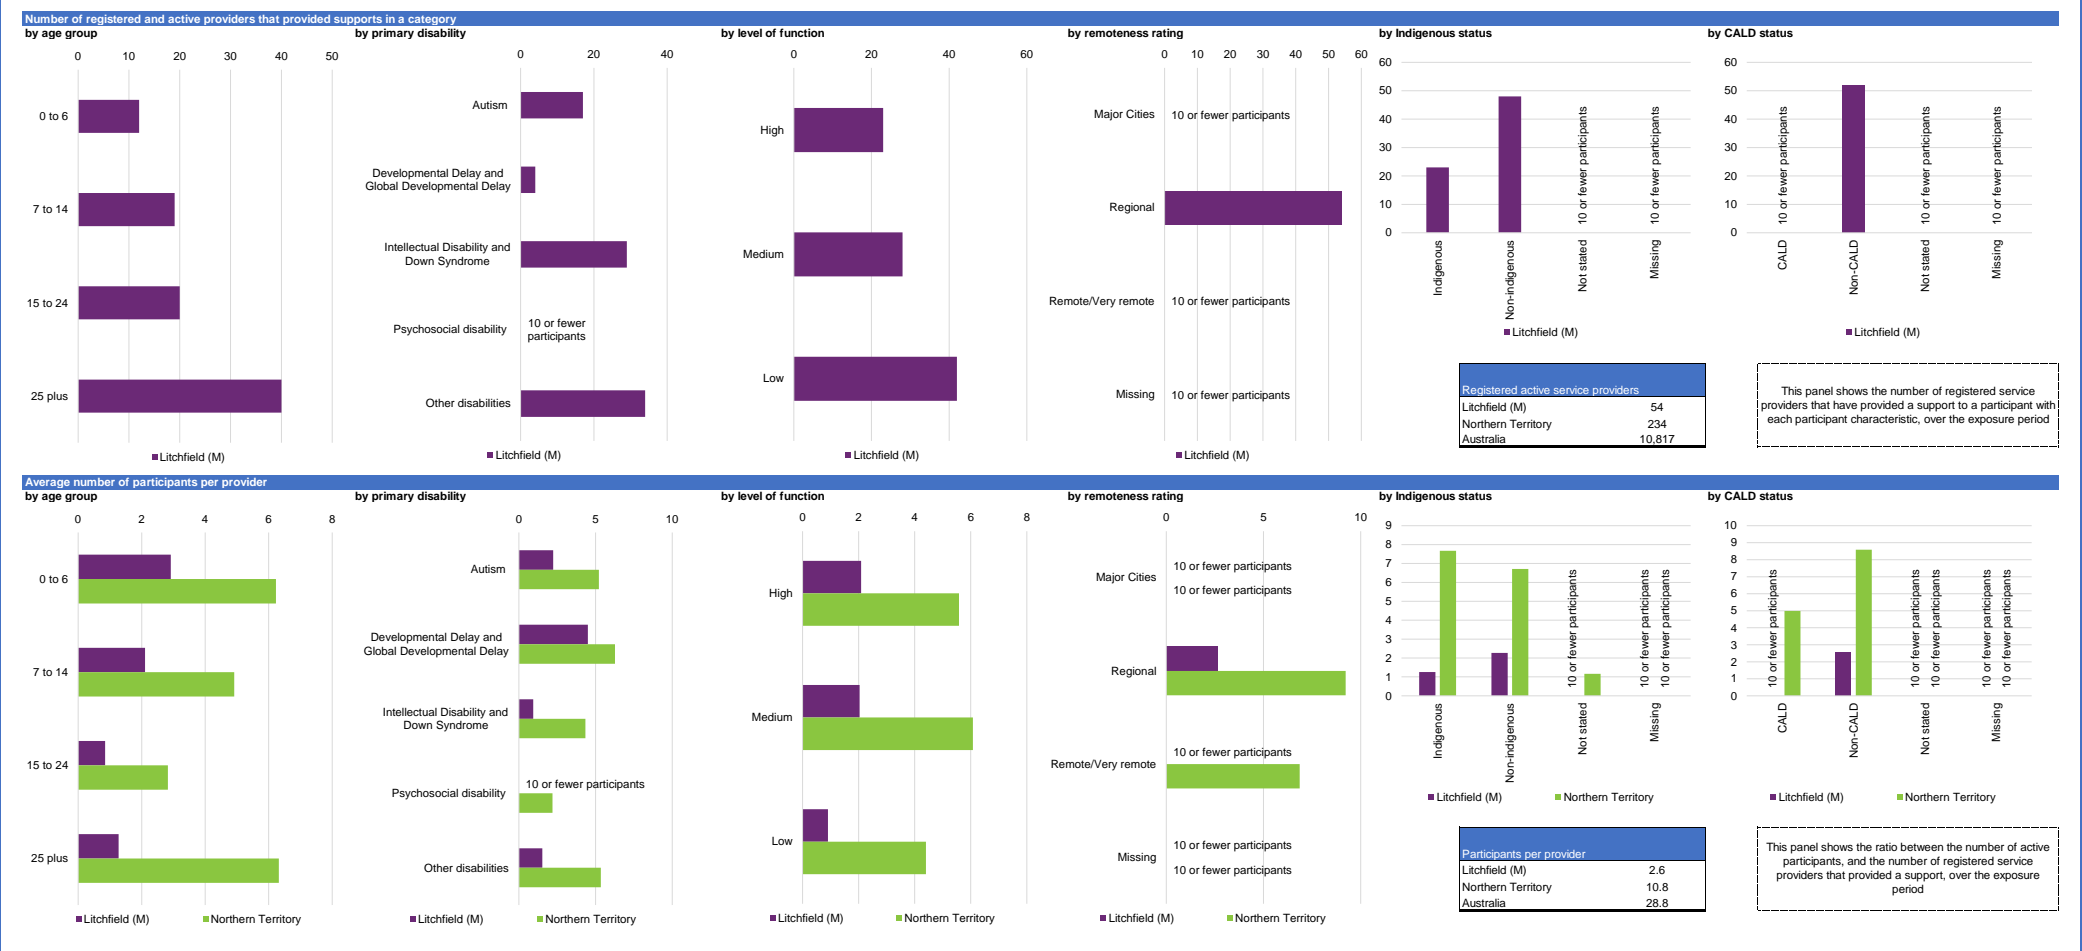 Number of registered and active providers that provided supports in a category
by age group
0 10 20 30 40 50
0 to 6
7 to 14
15 to 24
25 plus
Litchfield (M)
by primary disability
0 20 40
Autism
Developmental Delay and
Global Developmental Delay
Intellectual Disability and
Down Syndrome
Psychosocial disability
10 or fewer
participants
Other disabilities
Litchfield (M)
by level of function
0 20 40 60
High
Medium
Low
Litchfield (M)
by remoteness rating
0 10 20 30 40 50 60
Major Cities 10 or fewer participants
Regional
Remote/Very remote 10 or fewer participants
Missing 10 or fewer participants
Litchfield (M)
by Indigenous status
60
50
40
30
20
10
0
10 or fewer participants
10 or fewer participants
Indigenous
Non-indigenous
Not stated
Missing
Litchfield (M)
by CALD status
60
50
40
30
20
10
0
10 or fewer participants
10 or fewer participants
10 or fewer participants
CALD
Non-CALD
Not stated
Missing
Litchfield (M)
Registered active service providers
Litchfield (M) 54
Northern Territory 234
Australia 10,817
This panel shows the number of registered service
providers that have provided a support to a participant with
each participant characteristic, over the exposure period
Average number of participants per provider
by age group
0 2 4 6 8
0 to 6
7 to 14
15 to 24
25 plus
Litchfield (M) Northern Territory
by primary disability
0 5 10
Autism
Developmental Delay and
Global Developmental Delay
Intellectual Disability and
Down Syndrome
Psychosocial disability
10 or fewer participants
Other disabilities
Litchfield (M) Northern Territory
by level of function
0 2 4 6 8
High
Medium
Low
Litchfield (M) Northern Territory
by remoteness rating
0 5 10
Major Cities
10 or fewer participants
10 or fewer participants
Regional
Remote/Very remote
10 or fewer participants
Missing
10 or fewer participants
10 or fewer participants
Litchfield (M) Northern Territory
by Indigenous status
9
8
7
6
5
4
3
2
1
0
10 or fewer participants
10 or fewer participants
10 or fewer participants
Indigenous
Non-indigenous
Not stated
Missing
Litchfield (M) Northern Territory
by CALD status
10
9
8
7
6
5
4
3
2
1
0
10 or fewer participants
10 or fewer participants
10 or fewer participants
10 or fewer participants
10 or fewer participants
CALD
Non-CALD
Not stated
Missing
Litchfield (M) Northern Territory
Participants per provider
Litchfield (M) 2.6
Northern Territory 10.8
Australia 28.8
This panel shows the ratio between the number of active
participants, and the number of registered service
providers that provided a support, over the exposure
period